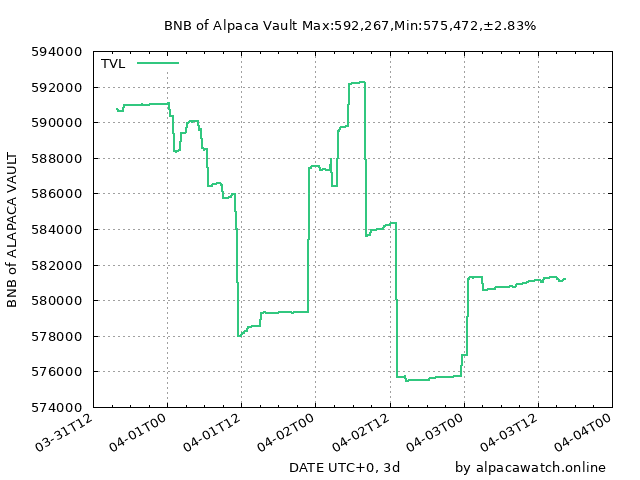 BNB of Alpaca Vault Max:592,267,Min:575,472,±2.83%
TVL
594000
592000
590000
588000
586000
584000
582000
580000
578000
576000
574000
BNB of ALAPACA VAULT
03-31T12
04-01T00
04-01T12
04-02T00
04-02T12
04-03T00
04-03T12
04-04T00
DATE UTC+0, 3d
by alpacawatch.online